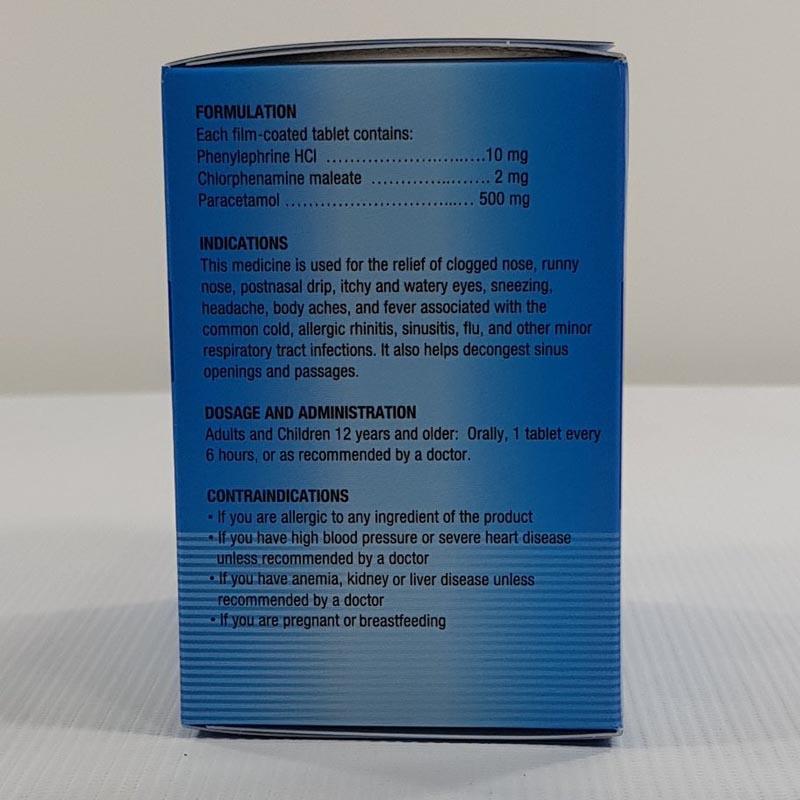 FORMULATION
Each film-coated tablet contains:
Phenylephrine HCl ..............................10 mg
Chlorphenamine maleate ..................... 2 mg
Paracetamol ................................. 500 mg
INDICATIONS
This medicine is used for the relief of clogged nose, runny
nose, postnasal drip, itchy and watery eyes, sneezing,
headache, body aches, and fever associated with the
common cold, allergic rhinitis, sinusitis, flu, and other minor
respiratory tract infections. It also helps decongest sinus
openings and passages.
DOSAGE AND ADMINISTRATION
Adults and Children 12 years and older: Orally, 1 tablet every
6 hours, or as recommended by a doctor.
CONTRAINDICATIONS
• If you are allergic to any ingredient of the product
• If you have high blood pressure or severe heart disease
unless recommended by a doctor
• If you have anemia, kidney or liver disease unless
recommended by a doctor
• If you are pregnant or breastfeeding